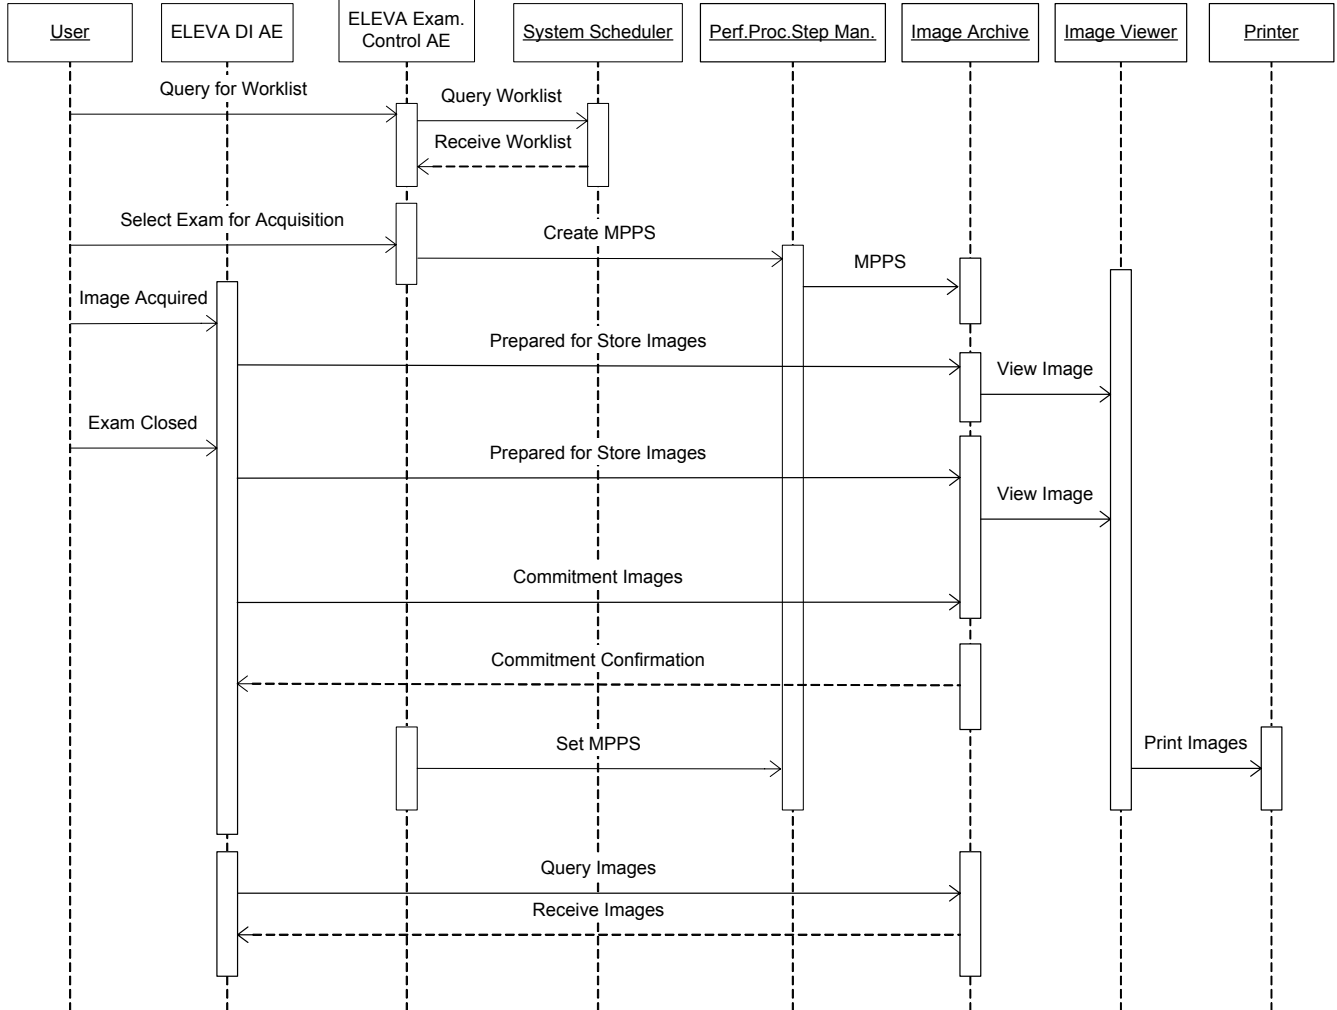 User
ELEVA DI AE
ELEVA Exam.
Control AE
System Scheduler
Perf.Proc.Step Man.
Image Archive
Image Viewer
Printer
Query for Worklist
Query Worklist
Receive Worklist
Select Exam for Acquisition
Create MPPS
MPPS
Image Acquired
Prepared for Store Images
View Image
Exam Closed
Prepared for Store Images
View Image
Commitment Images
Commitment Confirmation
Set MPPS
Print Images
Query Images
Receive Images